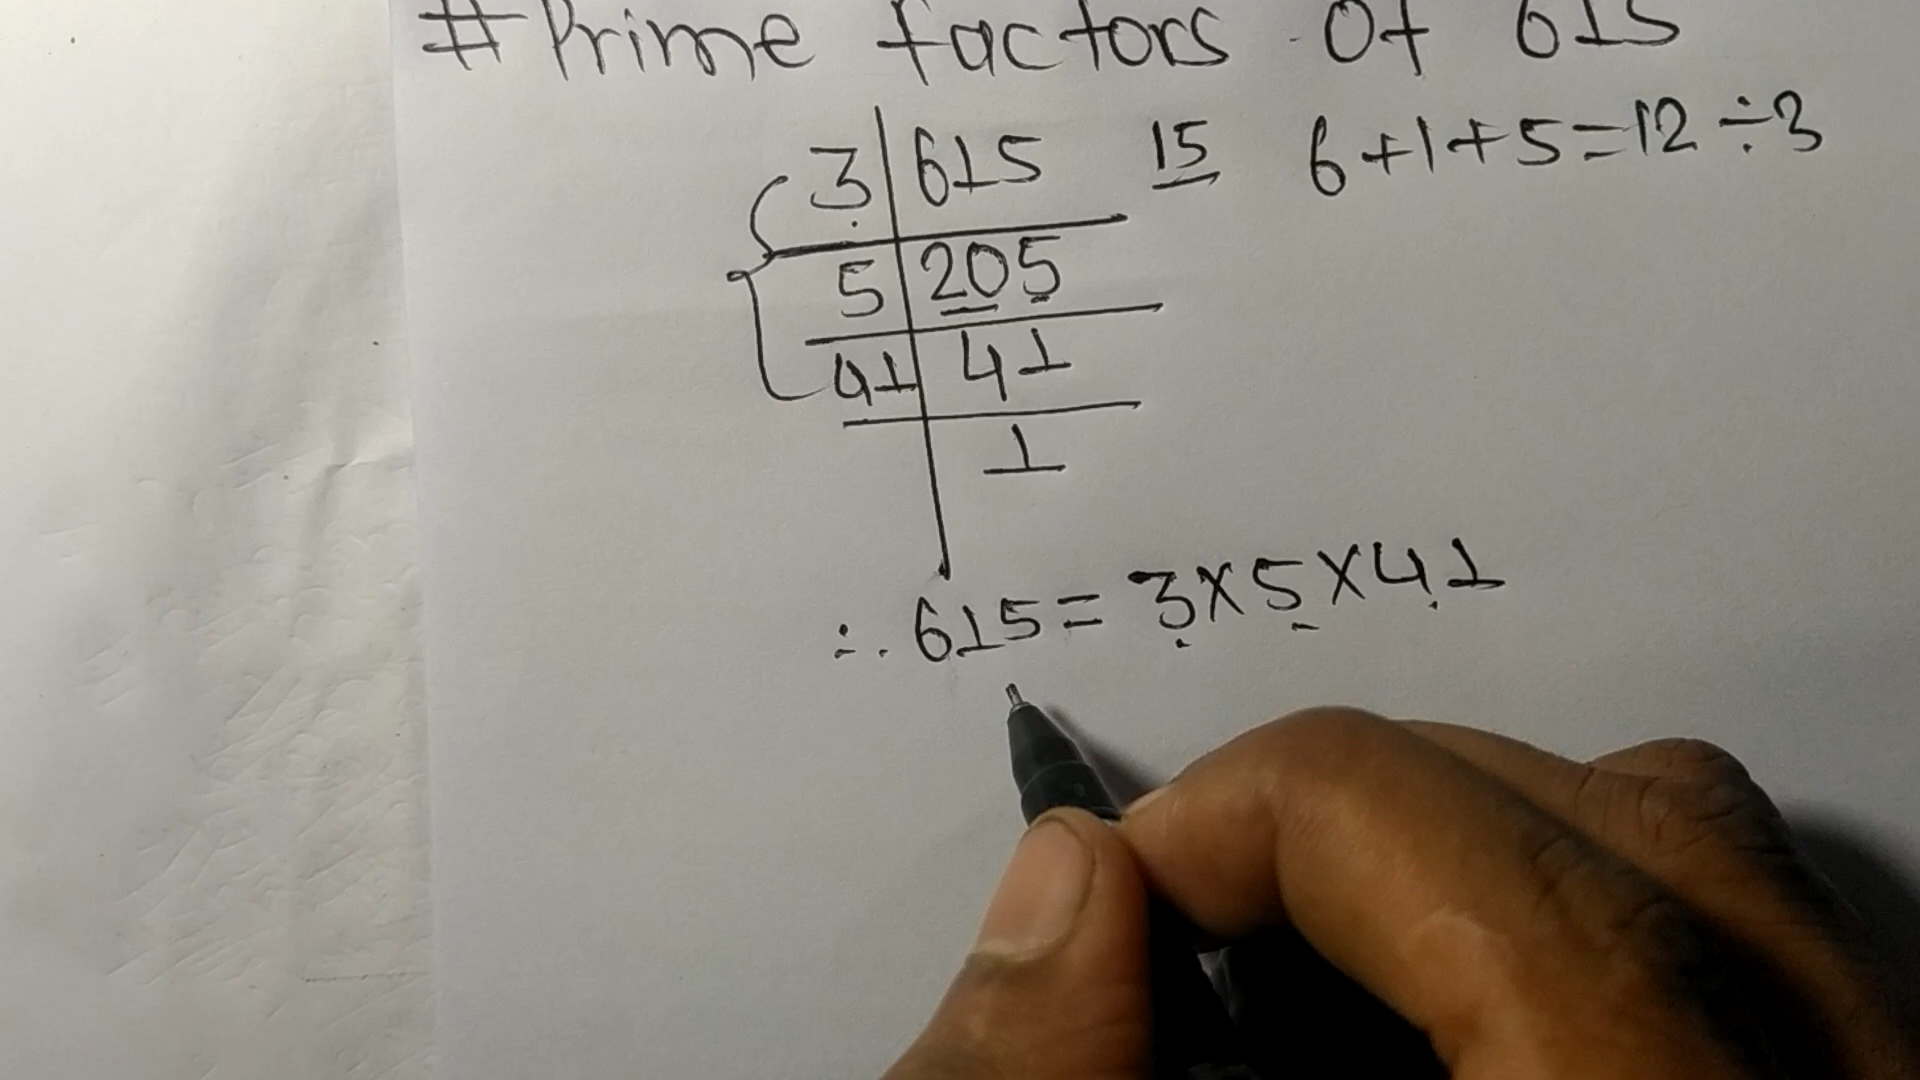 #Prime factors of 615
3 | 615 15 6+1+5=12÷3
5 | 205
41 | 41
1
∴ 615 = 3×5×41